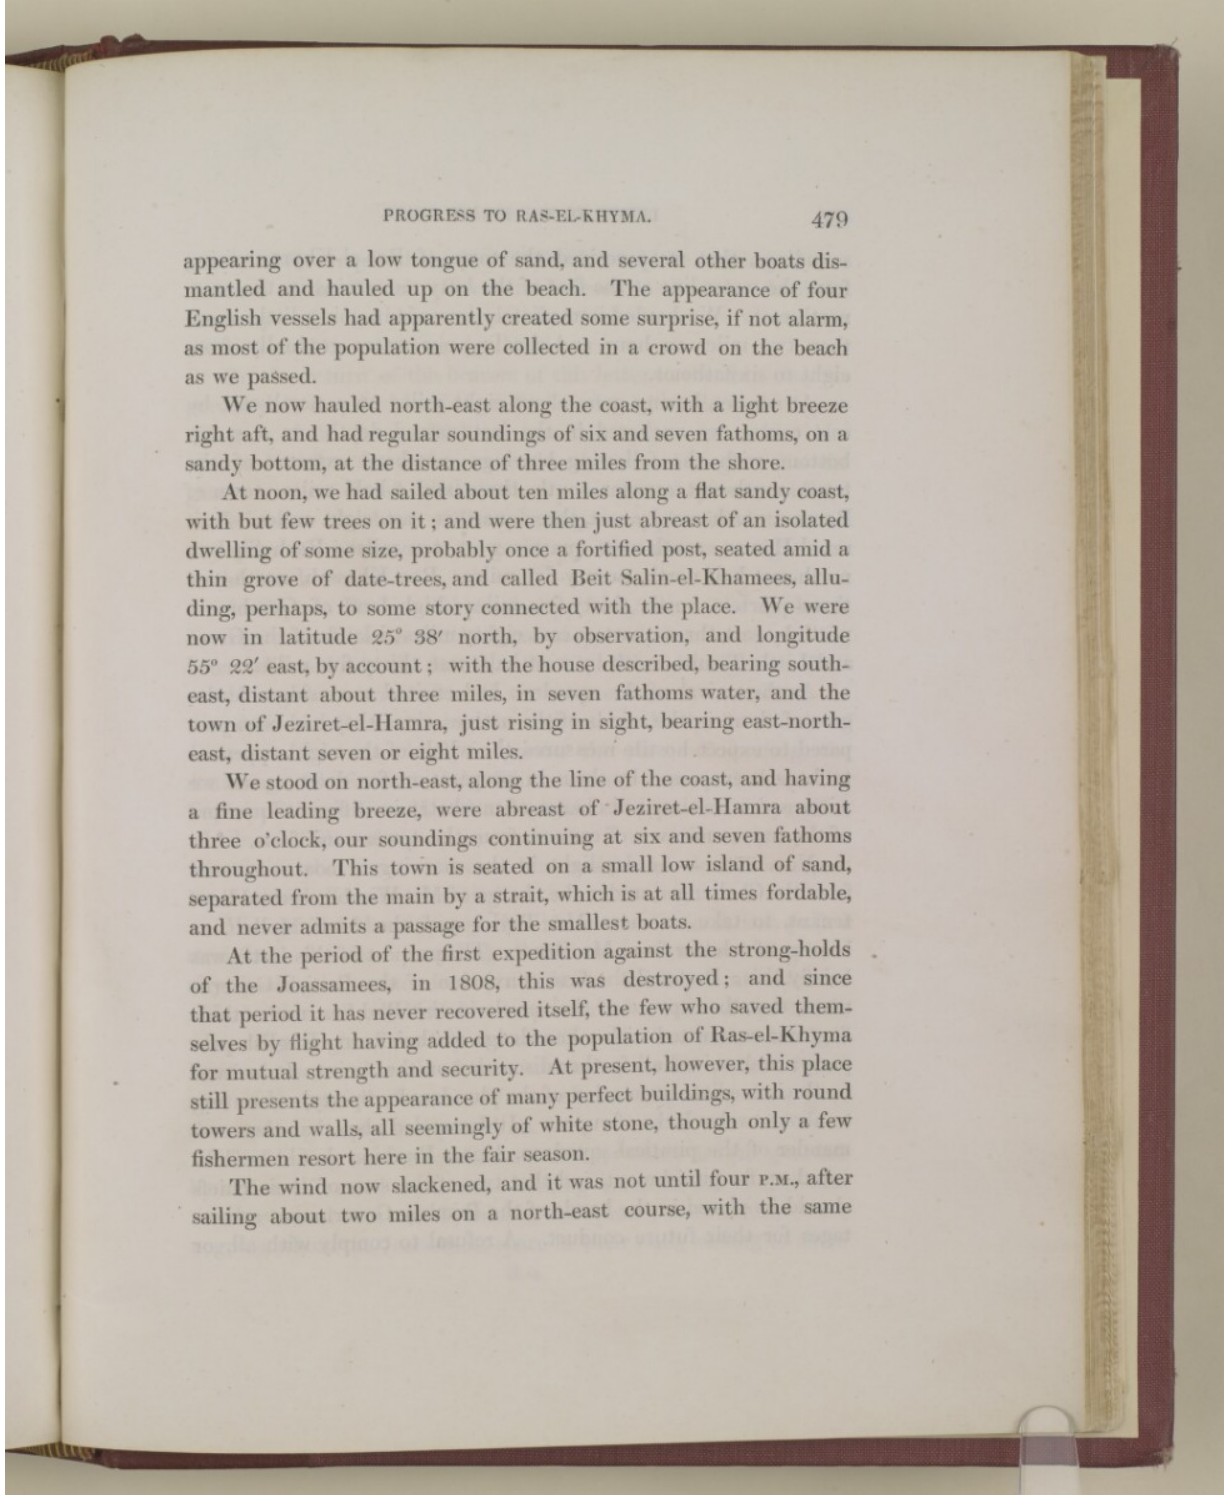 PROGRESS TO RAS-EL-KHYMA. 479
appearing over a low tongue of sand, and several other boats dis-
mantled and hauled up on the beach. The appearance of four
English vessels had apparently created some surprise, if not alarm,
as most of the population were collected in a crowd on the beach
as we passed.
We now hauled north-east along the coast, with a light breeze
right aft, and had regular soundings of six and seven fathoms, on a
sandy bottom, at the distance of three miles from the shore.
At noon, we had sailed about ten miles along a flat sandy coast,
with but few trees on it; and were then just abreast of an isolated
dwelling of some size, probably once a fortified post, seated amid a
thin grove of date-trees, and called Beit Salin-el-Khamees, allu-
ding, perhaps, to some story connected with the place. We were
now in latitude 25° 38′ north, by observation, and longitude
55° 22′ east, by account; with the house described, bearing south-
east, distant about three miles, in seven fathoms water, and the
town of Jeziret-el-Hamra, just rising in sight, bearing east-north-
east, distant seven or eight miles.
We stood on north-east, along the line of the coast, and having
a fine leading breeze, were abreast of Jeziret-el-Hamra about
three o'clock, our soundings continuing at six and seven fathoms
throughout. This town is seated on a small low island of sand,
separated from the main by a strait, which is at all times fordable,
and never admits a passage for the smallest boats.
At the period of the first expedition against the strong-holds
of the Joassamees, in 1808, this was destroyed; and since
that period it has never recovered itself, the few who saved them-
selves by flight having added to the population of Ras-el-Khyma
for mutual strength and security. At present, however, this place
still presents the appearance of many perfect buildings, with round
towers and walls, all seemingly of white stone, though only a few
fishermen resort here in the fair season.
The wind now slackened, and it was not until four P.M., after
sailing about two miles on a north-east course, with the same